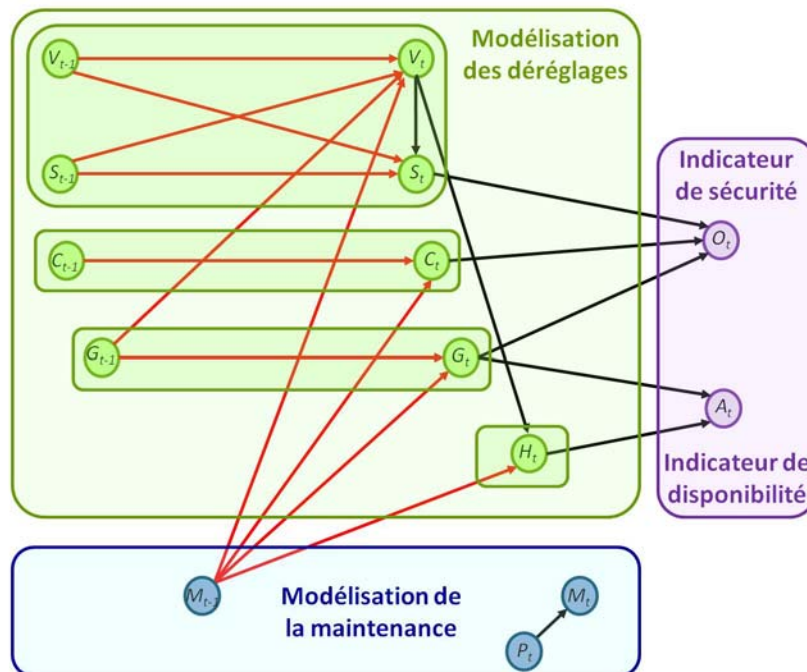 Modélisation
des déréglages
V_{t-1}
V_t
S_{t-1}
S_t
C_{t-1}
C_t
G_{t-1}
G_t
H_t
Indicateur
de sécurité
O_t
A_t
Indicateur de
disponibilité
M_{t-1}
Modélisation de
la maintenance
M_t
P_t